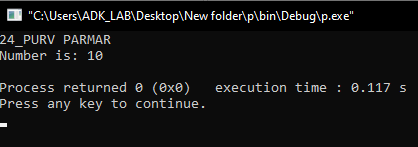 "C:\Users\ADK_LAB\Desktop\New folder\p\bin\Debug\p.exe"
24_PURV PARMAR
Number is: 10
Process returned 0 (0x0)   execution time : 0.117 s
Press any key to continue.